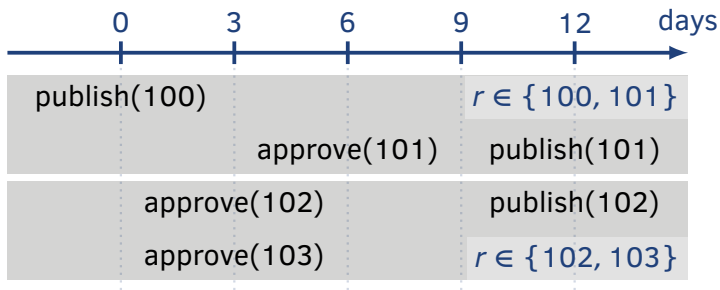 0 3 6 9 12 days
publish(100) r ∈ {100, 101}
approve(101) publish(101)
approve(102) publish(102)
approve(103) r ∈ {102, 103}